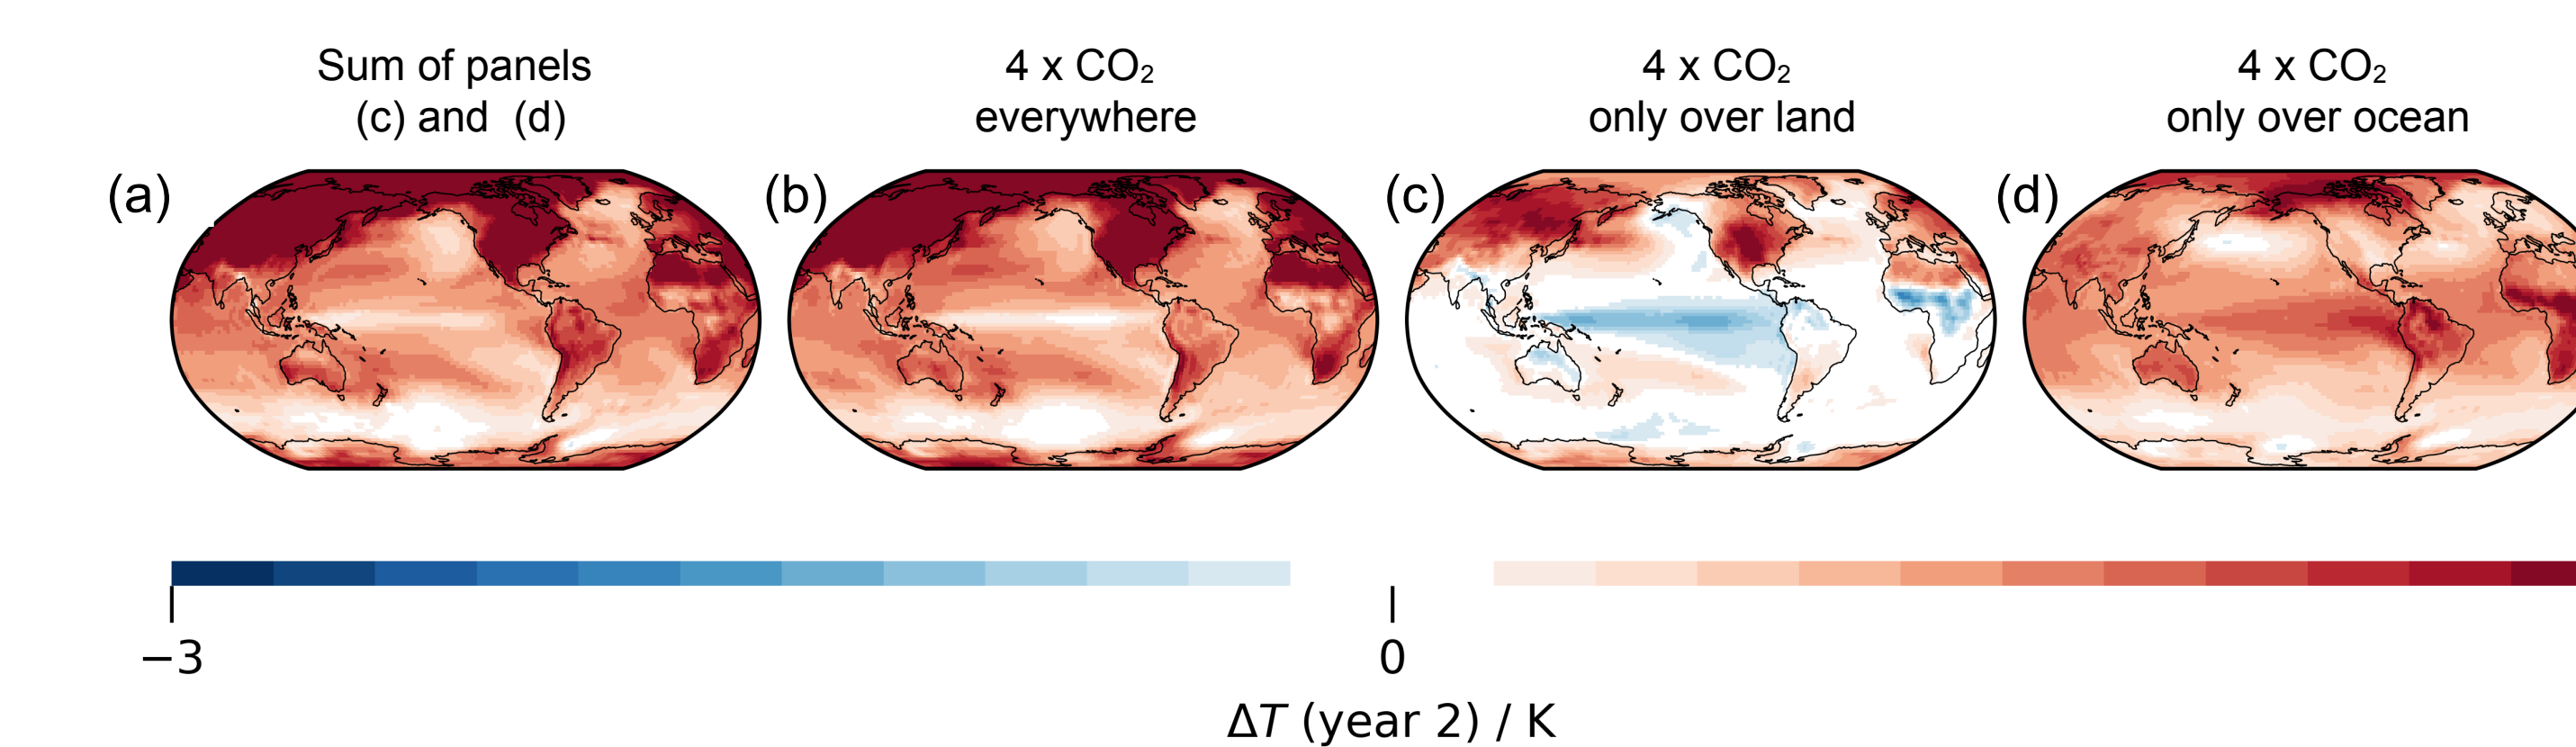 Sum of panels
(c) and (d)
4 x CO₂
everywhere
4 x CO₂
only over land
4 x CO₂
only over ocean
(a)
(b)
(c)
(d)
−3
0
ΔT (year 2) / K